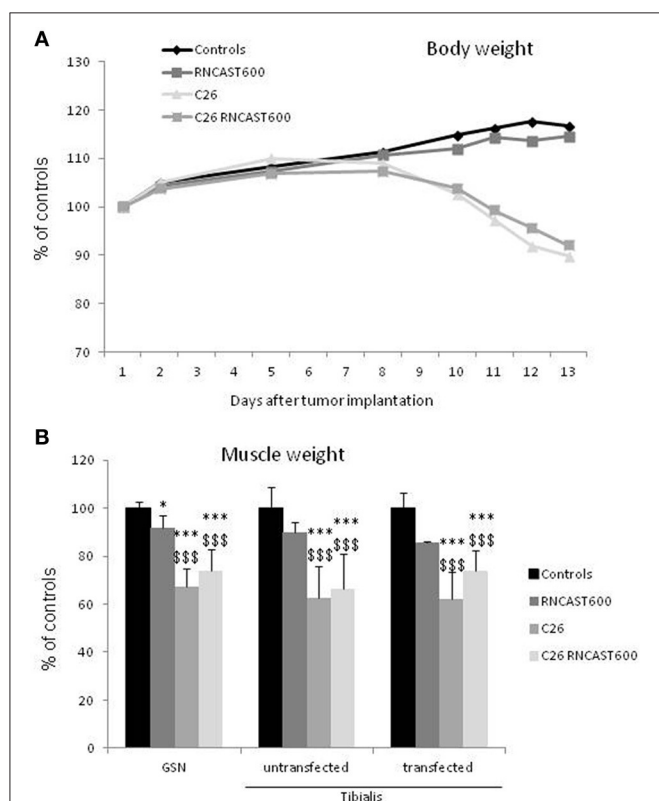 A
Body weight
Controls
RNCAST600
C26
C26 RNCAST600
130
120
110
100
90
80
70
% of controls
1 2 3 4 5 6 7 8 9 10 11 12 13
Days after tumor implantation
B
Muscle weight
120
100
80
60
40
20
0
% of controls
* *** $$$ *** $$$
*** $$$ *** $$$
*** $$$ *** $$$
Controls
RNCAST600
C26
C26 RNCAST600
GSN untransfected transfected
Tibialis